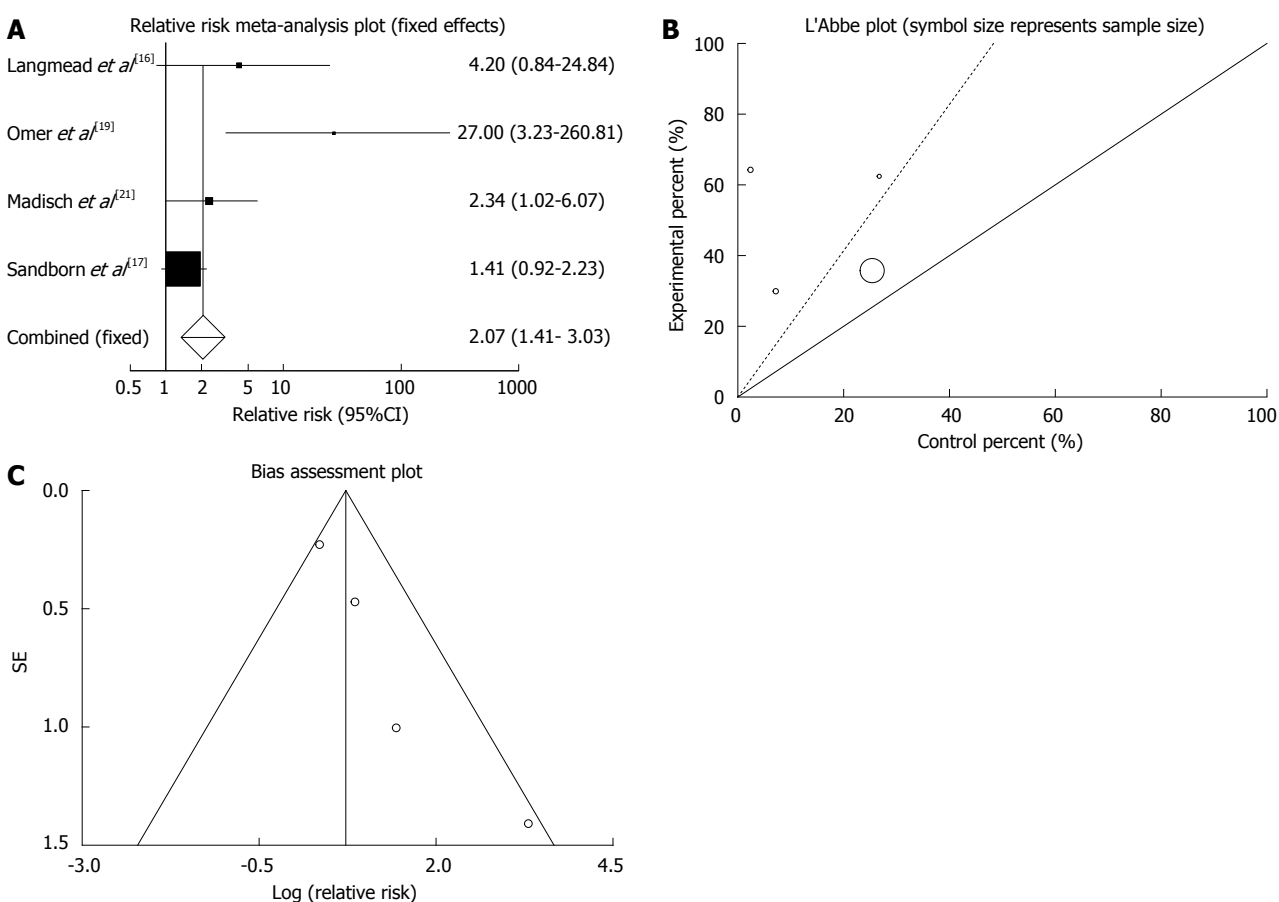 A
Relative risk meta-analysis plot (fixed effects)
Langmead et al[16] 4.20 (0.84-24.84)
Omer et al[19] 27.00 (3.23-260.81)
Madisch et al[21] 2.34 (1.02-6.07)
Sandborn et al[17] 1.41 (0.92-2.23)
Combined (fixed) 2.07 (1.41- 3.03)
0.5 1 2 5 10 100 1000
Relative risk (95%CI)
B
L'Abbe plot (symbol size represents sample size)
Experimental percent (%)
100
80
60
40
20
0
0 20 40 60 80 100
Control percent (%)
C
Bias assessment plot
SE
0.0
0.5
1.0
1.5
-3.0 -0.5 2.0 4.5
Log (relative risk)